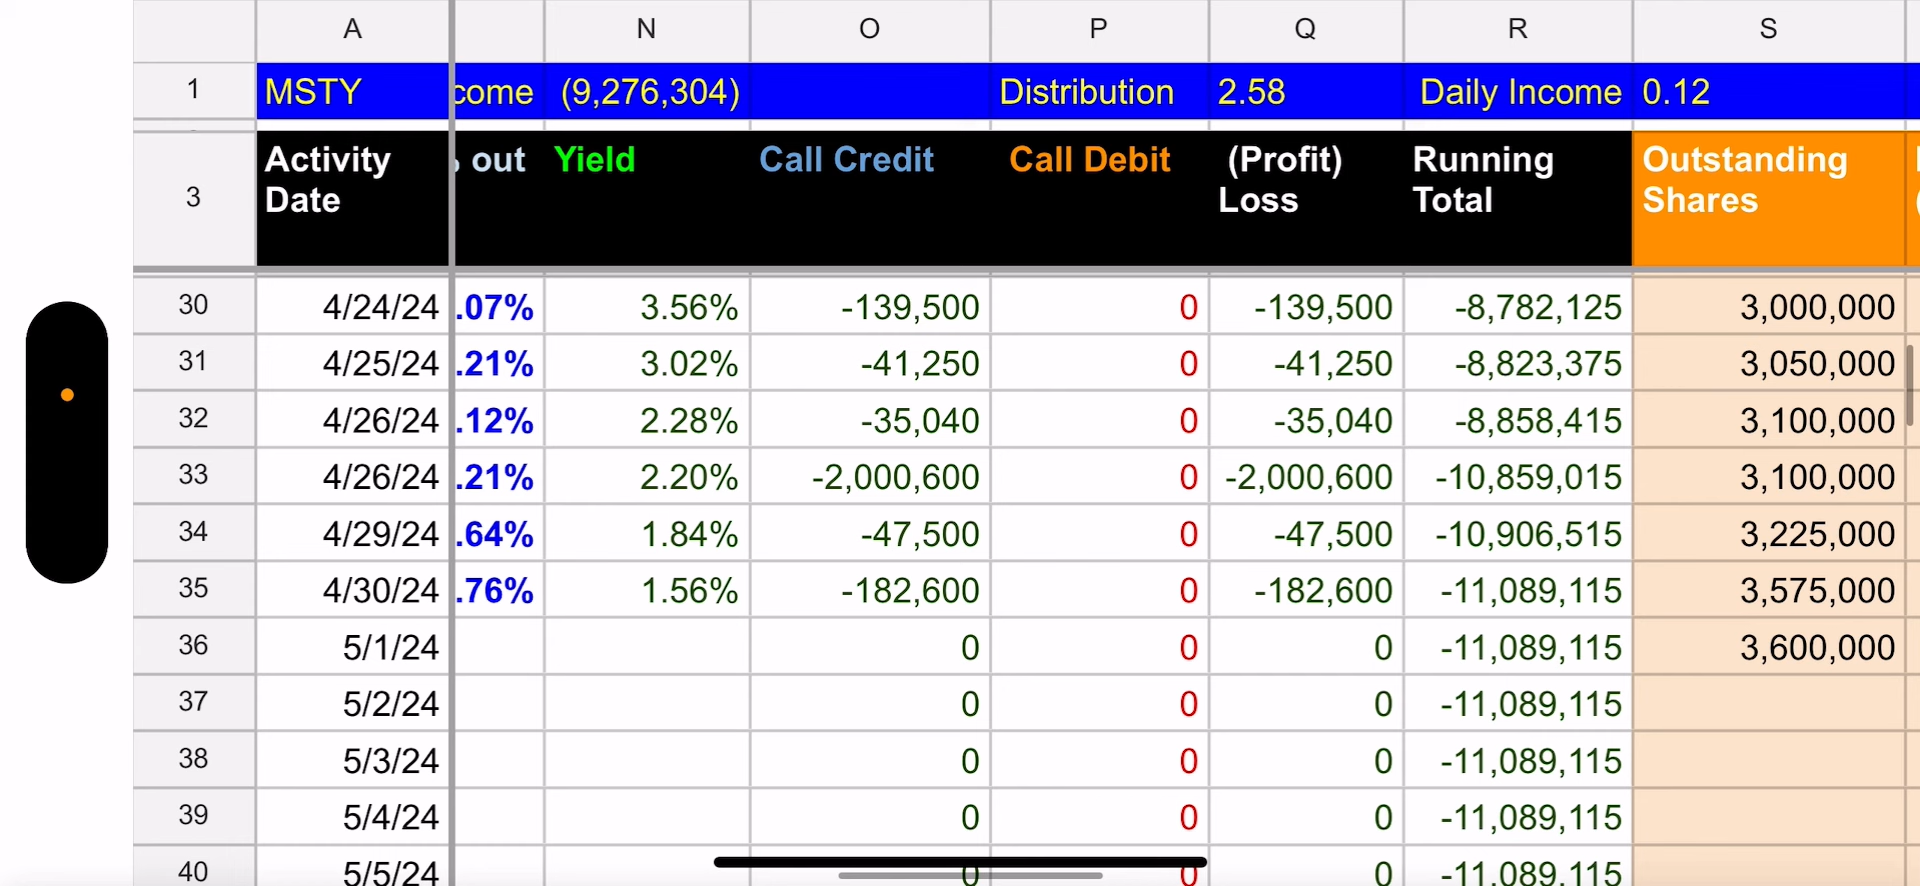 A N O P Q R S
1 MSTY come (9,276,304) Distribution 2.58 Daily Income 0.12
3 Activity Date out Yield Call Credit Call Debit (Profit) Loss Running Total Outstanding Shares
30 4/24/24 .07% 3.56% -139,500 0 -139,500 -8,782,125 3,000,000
31 4/25/24 .21% 3.02% -41,250 0 -41,250 -8,823,375 3,050,000
32 4/26/24 .12% 2.28% -35,040 0 -35,040 -8,858,415 3,100,000
33 4/26/24 .21% 2.20% -2,000,600 0 -2,000,600 -10,859,015 3,100,000
34 4/29/24 .64% 1.84% -47,500 0 -47,500 -10,906,515 3,225,000
35 4/30/24 .76% 1.56% -182,600 0 -182,600 -11,089,115 3,575,000
36 5/1/24 0 0 0 -11,089,115 3,600,000
37 5/2/24 0 0 0 -11,089,115
38 5/3/24 0 0 0 -11,089,115
39 5/4/24 0 0 0 -11,089,115
40 5/5/24 0 0 0 -11,089,115